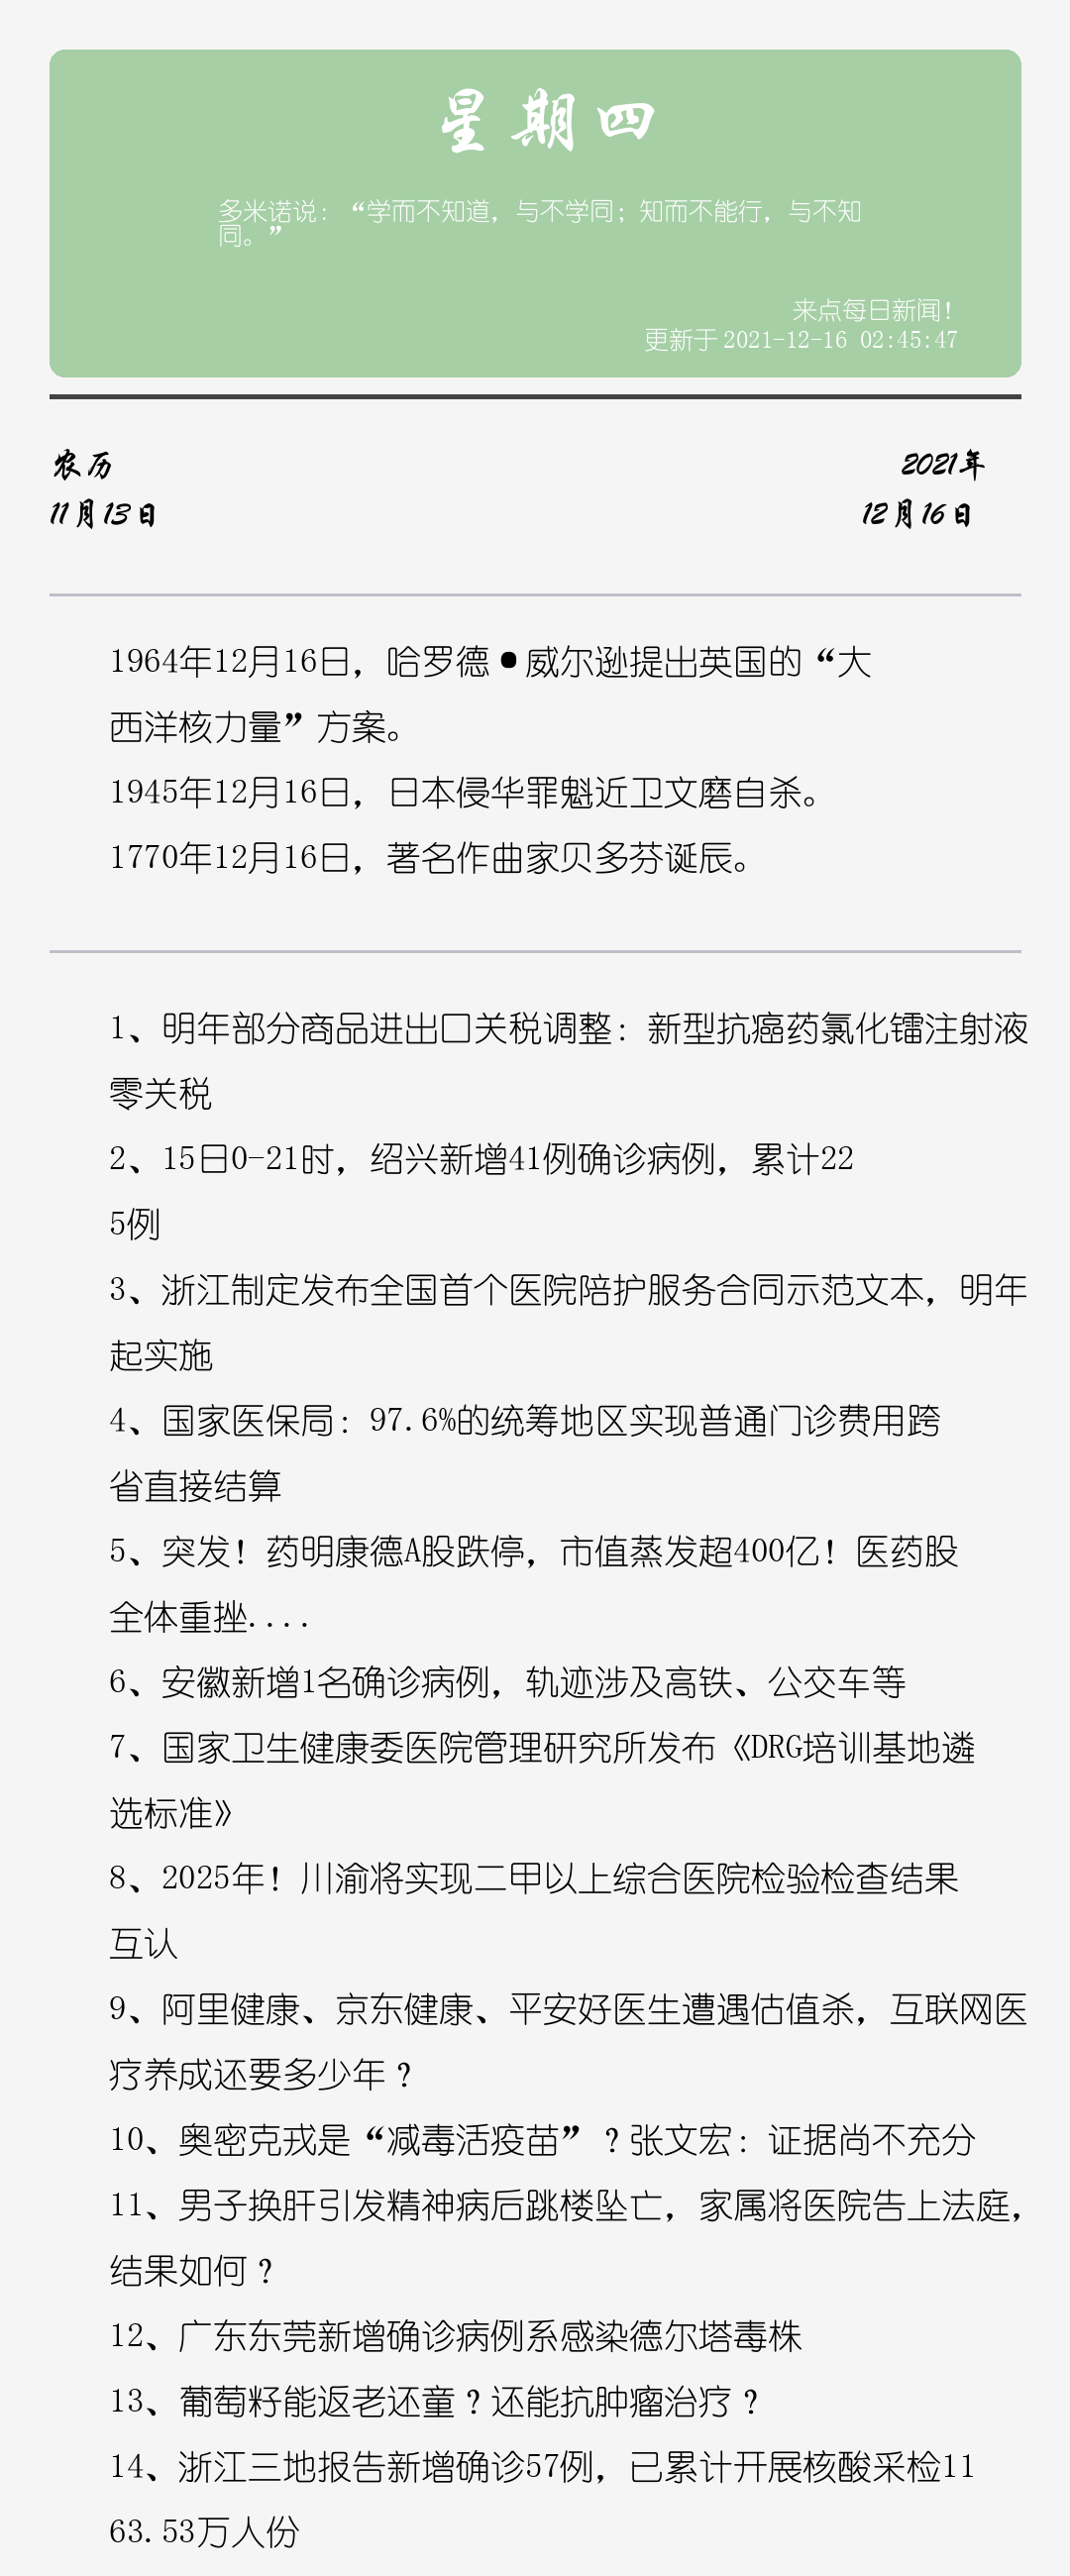 星期四
多米诺说：“学而不知道，与不学同；知而不能行，与不知
同。”
来点每日新闻！
更新于2021-12-16 02:45:47
农历
2021年
11月13日
12月16日
1964年12月16日，哈罗德•威尔逊提出英国的“大
西洋核力量”方案。
1945年12月16日，日本侵华罪魁近卫文磨自杀。
1770年12月16日，著名作曲家贝多芬诞辰。
1、明年部分商品进出口关税调整：新型抗癌药氯化镭注射液
零关税
2、15日0-21时，绍兴新增41例确诊病例，累计22
5例
3、浙江制定发布全国首个医院陪护服务合同示范文本，明年
起实施
4、国家医保局：97.6%的统筹地区实现普通门诊费用跨
省直接结算
5、突发！药明康德A股跌停，市值蒸发超400亿！医药股
全体重挫....
6、安徽新增1名确诊病例，轨迹涉及高铁、公交车等
7、国家卫生健康委医院管理研究所发布《DRG培训基地遴
选标准》
8、2025年！川渝将实现二甲以上综合医院检验检查结果
互认
9、阿里健康、京东健康、平安好医生遭遇估值杀，互联网医
疗养成还要多少年？
10、奥密克戎是“减毒活疫苗”？张文宏：证据尚不充分
11、男子换肝引发精神病后跳楼坠亡，家属将医院告上法庭，
结果如何？
12、广东东莞新增确诊病例系感染德尔塔毒株
13、葡萄籽能返老还童？还能抗肿瘤治疗？
14、浙江三地报告新增确诊57例，已累计开展核酸采检11
63.53万人份